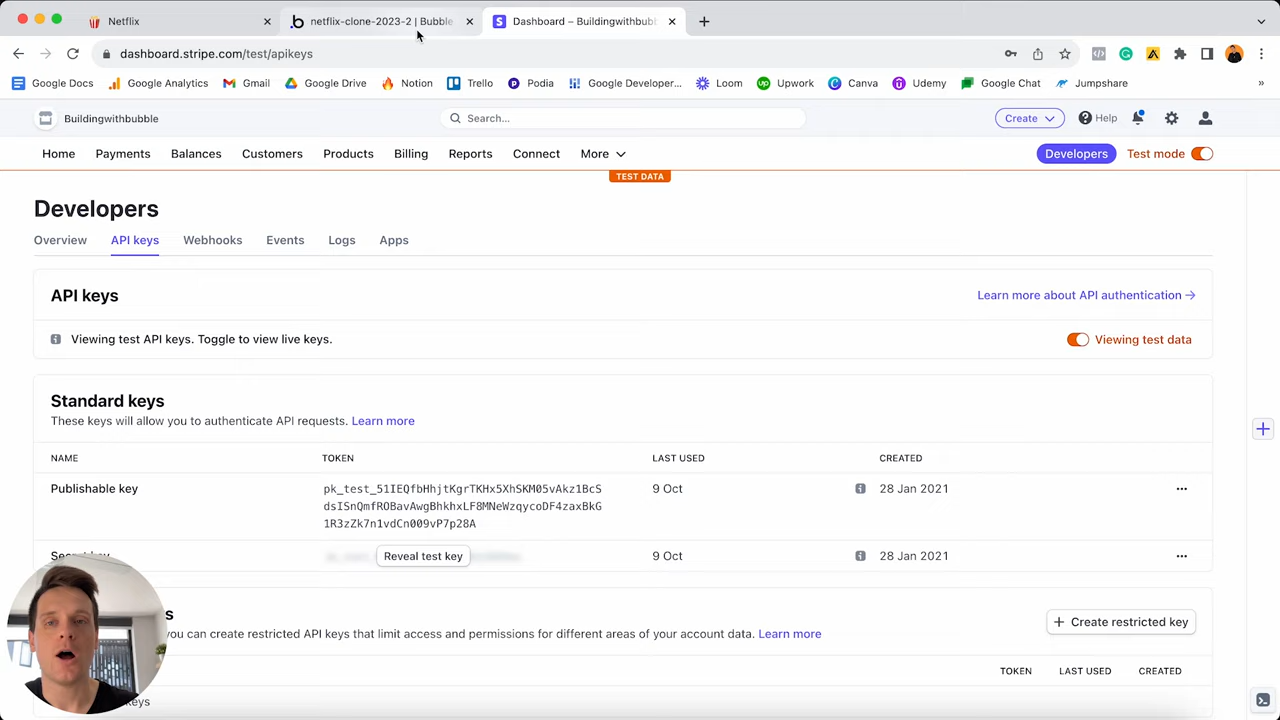 Netflix
netflix-clone-2023-2 | Bubble
Dashboard – Buildingwithbubb
dashboard.stripe.com/test/apikeys
Google Docs
Google Analytics
Gmail
Google Drive
Notion
Trello
Podia
Google Developer...
Loom
Upwork
Canva
Udemy
Google Chat
Jumpshare
»
Buildingwithbubble
Search...
Create
Help
Home
Payments
Balances
Customers
Products
Billing
Reports
Connect
More
Developers
Test mode
TEST DATA
Developers
Overview
API keys
Webhooks
Events
Logs
Apps
API keys
Learn more about API authentication →
Viewing test API keys. Toggle to view live keys.
Viewing test data
Standard keys
These keys will allow you to authenticate API requests. Learn more
NAME
TOKEN
LAST USED
CREATED
Publishable key
pk_test_51IEQfbHhjtKgrTKHx5XhSKM05vAkz1BcS
dsISnQmfROBavAwgBhkhxLF8MNeWzqycoDF4zaxBkG
1R3zZk7n1vdCn009vP7p28A
9 Oct
28 Jan 2021
Reveal test key
9 Oct
28 Jan 2021
you can create restricted API keys that limit access and permissions for different areas of your account data. Learn more
+ Create restricted key
TOKEN
LAST USED
CREATED
keys